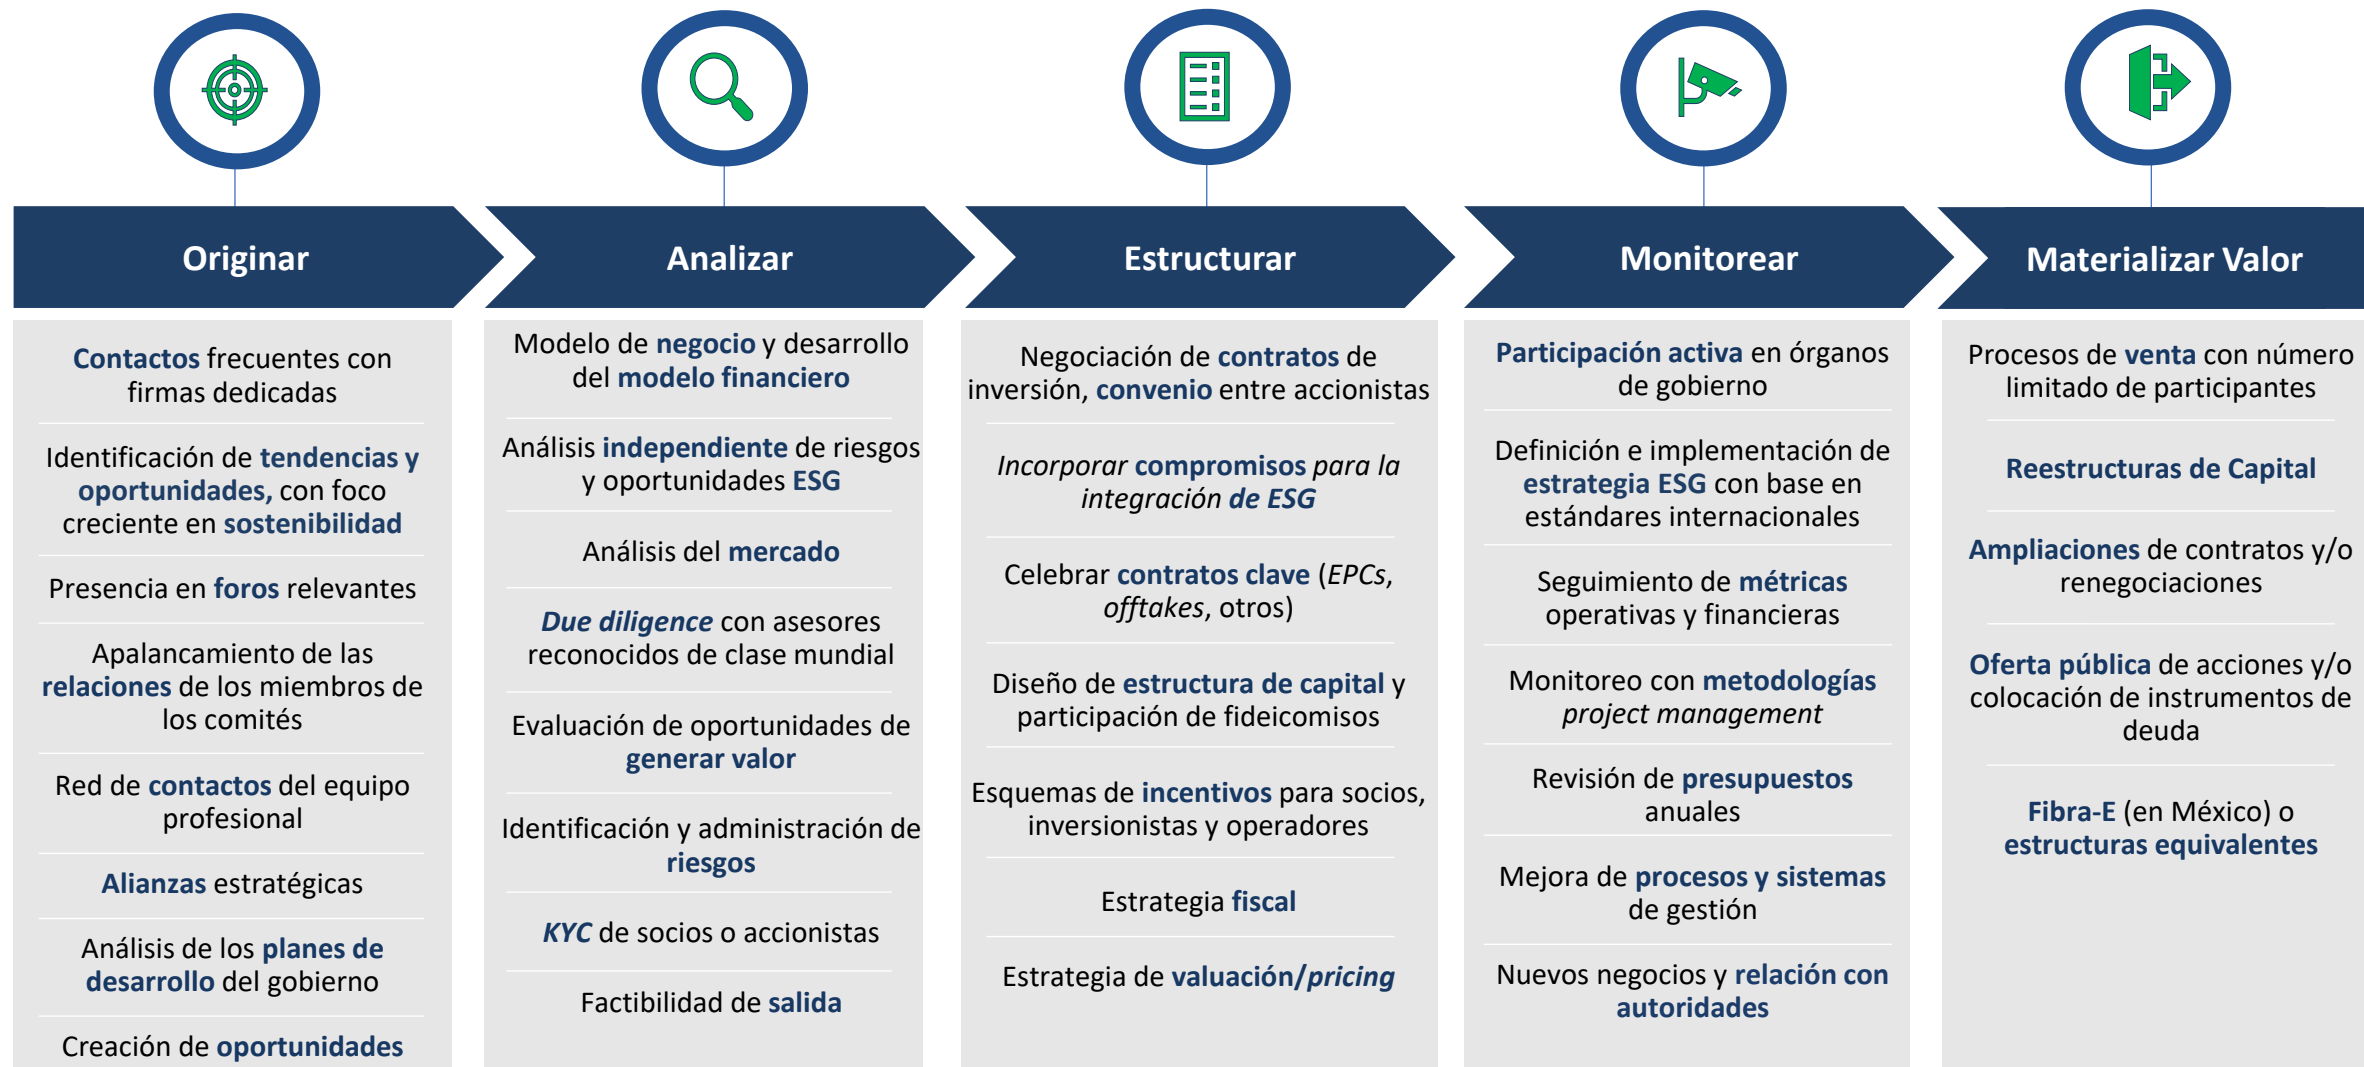 Originar
Analizar
Estructurar
Monitorear
Materializar Valor
Contactos frecuentes con
firmas dedicadas
Identificación de tendencias y
oportunidades, con foco
creciente en sostenibilidad
Presencia en foros relevantes
Apalancamiento de las
relaciones de los miembros de
los comités
Red de contactos del equipo
profesional
Alianzas estratégicas
Análisis de los planes de
desarrollo del gobierno
Creación de oportunidades
Modelo de negocio y desarrollo
del modelo financiero
Análisis independiente de riesgos
y oportunidades ESG
Análisis del mercado
Due diligence con asesores
reconocidos de clase mundial
Evaluación de oportunidades de
generar valor
Identificación y administración de
riesgos
KYC de socios o accionistas
Factibilidad de salida
Negociación de contratos de
inversión, convenio entre accionistas
Incorporar compromisos para la
integración de ESG
Celebrar contratos clave (EPCs,
offtakes, otros)
Diseño de estructura de capital y
participación de fideicomisos
Esquemas de incentivos para socios,
inversionistas y operadores
Estrategia fiscal
Estrategia de valuación/pricing
Participación activa en órganos
de gobierno
Definición e implementación de
estrategia ESG con base en
estándares internacionales
Seguimiento de métricas
operativas y financieras
Monitoreo con metodologías
project management
Revisión de presupuestos
anuales
Mejora de procesos y sistemas
de gestión
Nuevos negocios y relación con
autoridades
Procesos de venta con número
limitado de participantes
Reestructuras de Capital
Ampliaciones de contratos y/o
renegociaciones
Oferta pública de acciones y/o
colocación de instrumentos de
deuda
Fibra-E (en México) o
estructuras equivalentes